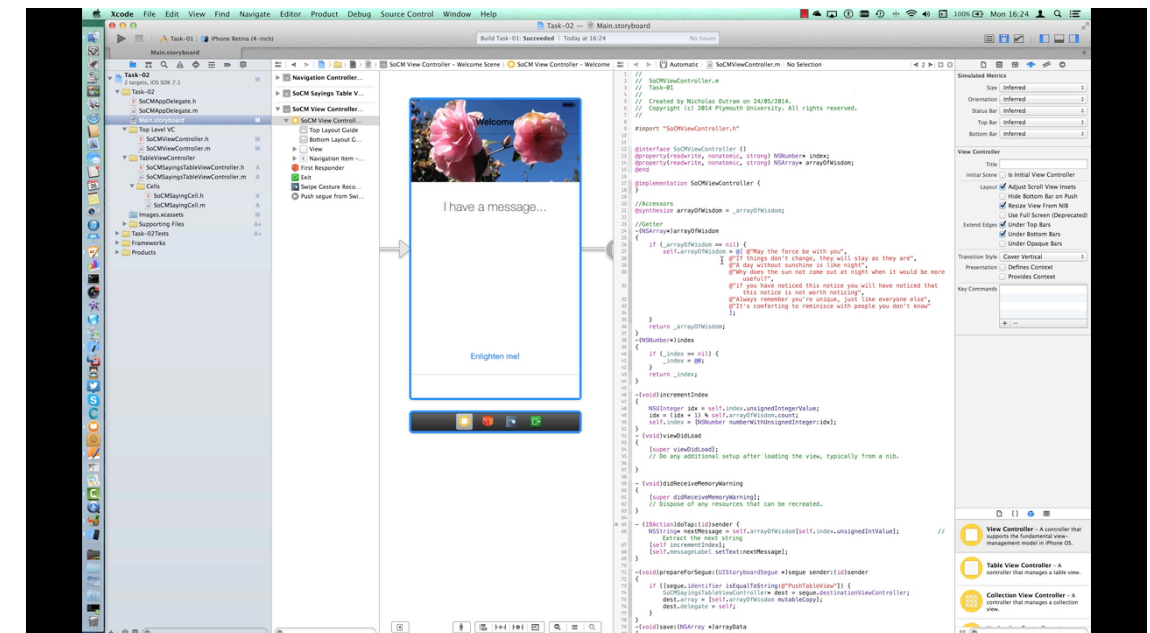 Xcode File Edit View Find Navigate Editor Product Debug Source Control Window Help
100% Mon 16:24
Task-02 — Main.storyboard
Task-01 iPhone Retina (4-inch)
Build Task-01: Succeeded Today at 16:24
No Issues
Main.storyboard
Task-02
2 targets, iOS SDK 7.1
Task-02
SoCMAppDelegate.h
SoCMAppDelegate.m
Main.storyboard
Top Level VC
SoCMViewController.h
SoCMViewController.m
TableViewController
SoCMSayingsTableViewController.h
SoCMSayingsTableViewController.m
Cells
SoCMSayingCell.h
SoCMSayingCell.m
Images.xcassets
Supporting Files
Task-02Tests
Frameworks
Products
SoCM View Controller – Welcome Scene SoCM View Controller – Welcome
Navigation Controller...
SoCM Sayings Table V...
SoCM View Controller...
SoCM View Controll...
Top Layout Guide
Bottom Layout G...
View
Navigation Item –...
First Responder
Exit
Swipe Gesture Reco...
Push segue from Swi...
Welcome
I have a message...
Enlighten me!
Automatic SoCMViewController.m No Selection
2
//
// SoCMViewController.m
// Task-01
//
// Created by Nicholas Outram on 24/05/2014.
// Copyright (c) 2014 Plymouth University. All rights reserved.
//
#import "SoCMViewController.h"
@interface SoCMViewController ()
@property(readwrite, nonatomic, strong) NSNumber* index;
@property(readwrite, nonatomic, strong) NSArray* arrayOfWisdom;
@end
@implementation SoCMViewController {
}
//Accessors
@synthesize arrayOfWisdom = _arrayOfWisdom;
//Getter
-(NSArray*)arrayOfWisdom
{
if (_arrayOfWisdom == nil) {
self.arrayOfWisdom = @[ @"May the force be with you",
@"If things don't change, they will stay as they are",
@"A day without sunshine is like night",
@"Why does the sun not come out at night when it would be more
useful?",
@"if you have noticed this notice you will have noticed that
this notice is not worth noticing",
@"Always remember you're unique, just like everyone else",
@"It's comforting to reminisce with people you don't know"
];
}
return _arrayOfWisdom;
}
-(NSNumber*)index
{
if (_index == nil) {
_index = @0;
}
return _index;
}
-(void)incrementIndex
{
NSUInteger idx = self.index.unsignedIntegerValue;
idx = (idx + 1) % self.arrayOfWisdom.count;
self.index = [NSNumber numberWithUnsignedInteger:idx];
}
- (void)viewDidLoad
{
[super viewDidLoad];
// Do any additional setup after loading the view, typically from a nib.
}
- (void)didReceiveMemoryWarning
{
[super didReceiveMemoryWarning];
// Dispose of any resources that can be recreated.
}
- (IBAction)doTap:(id)sender {
NSString* nextMessage = self.arrayOfWisdom[self.index.unsignedIntValue]; //
Extract the next string
[self incrementIndex];
[self.messageLabel setText:nextMessage];
}
-(void)prepareForSegue:(UIStoryboardSegue *)segue sender:(id)sender
{
if ([segue.identifier isEqualToString:@"PushTableView"]) {
SoCMSayingsTableViewController* dest = segue.destinationViewController;
dest.array = [self.arrayOfWisdom mutableCopy];
dest.delegate = self;
}
}
-(void)save:(NSArray *)arrayData
Simulated Metrics
Size Inferred
Orientation Inferred
Status Bar Inferred
Top Bar Inferred
Bottom Bar Inferred
View Controller
Title
Initial Scene Is Initial View Controller
Layout Adjust Scroll View Insets
Hide Bottom Bar on Push
Resize View From NIB
Use Full Screen (Deprecated)
Extend Edges Under Top Bars
Under Bottom Bars
Under Opaque Bars
Transition Style Cover Vertical
Presentation Defines Context
Provides Context
Key Commands
View Controller – A controller that
supports the fundamental view-
management model in iPhone OS.
Table View Controller – A
controller that manages a table view.
Collection View Controller – A
controller that manages a collection
view.